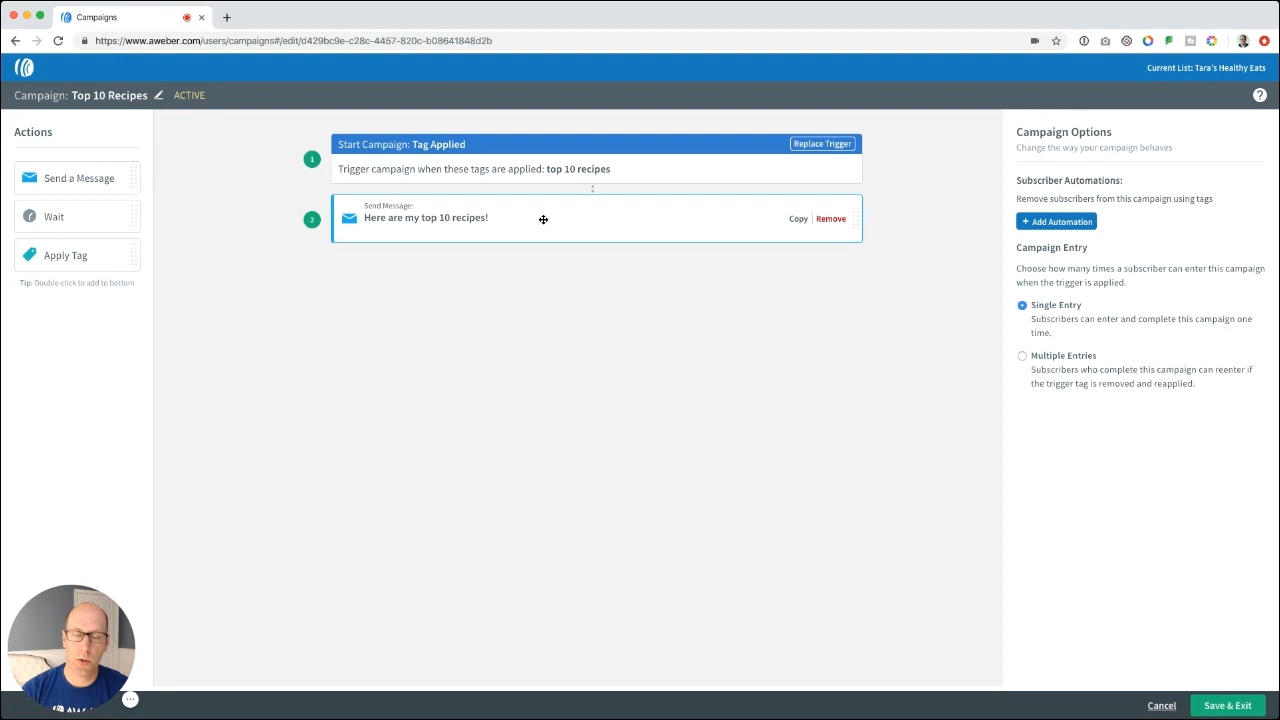 Campaigns
https://www.aweber.com/users/campaigns#/edit/d429bc9e-c28c-4457-820c-b08641848d2b
Current List: Tara's Healthy Eats
Campaign: Top 10 Recipes ACTIVE
Actions
Send a Message
Wait
Apply Tag
Tip: Double-click to add to bottom
1
Start Campaign: Tag Applied
Replace Trigger
Trigger campaign when these tags are applied: top 10 recipes
2
Send Message:
Here are my top 10 recipes!
Copy | Remove
Campaign Options
Change the way your campaign behaves
Subscriber Automations:
Remove subscribers from this campaign using tags
+ Add Automation
Campaign Entry
Choose how many times a subscriber can enter this campaign
when the trigger is applied.
Single Entry
Subscribers can enter and complete this campaign one
time.
Multiple Entries
Subscribers who complete this campaign can reenter if
the trigger tag is removed and reapplied.
Cancel
Save & Exit